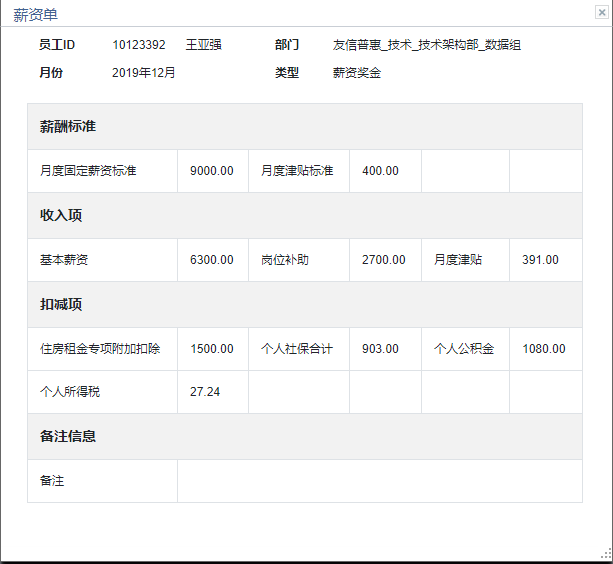 薪资单
员工ID 10123392 王亚强 部门 友信普惠_技术_技术架构部_数据组
月份 2019年12月 类型 薪资奖金
薪酬标准
月度固定薪资标准 9000.00 月度津贴标准 400.00
收入项
基本薪资 6300.00 岗位补助 2700.00 月度津贴 391.00
扣减项
住房租金专项附加扣除 1500.00 个人社保合计 903.00 个人公积金 1080.00
个人所得税 27.24
备注信息
备注